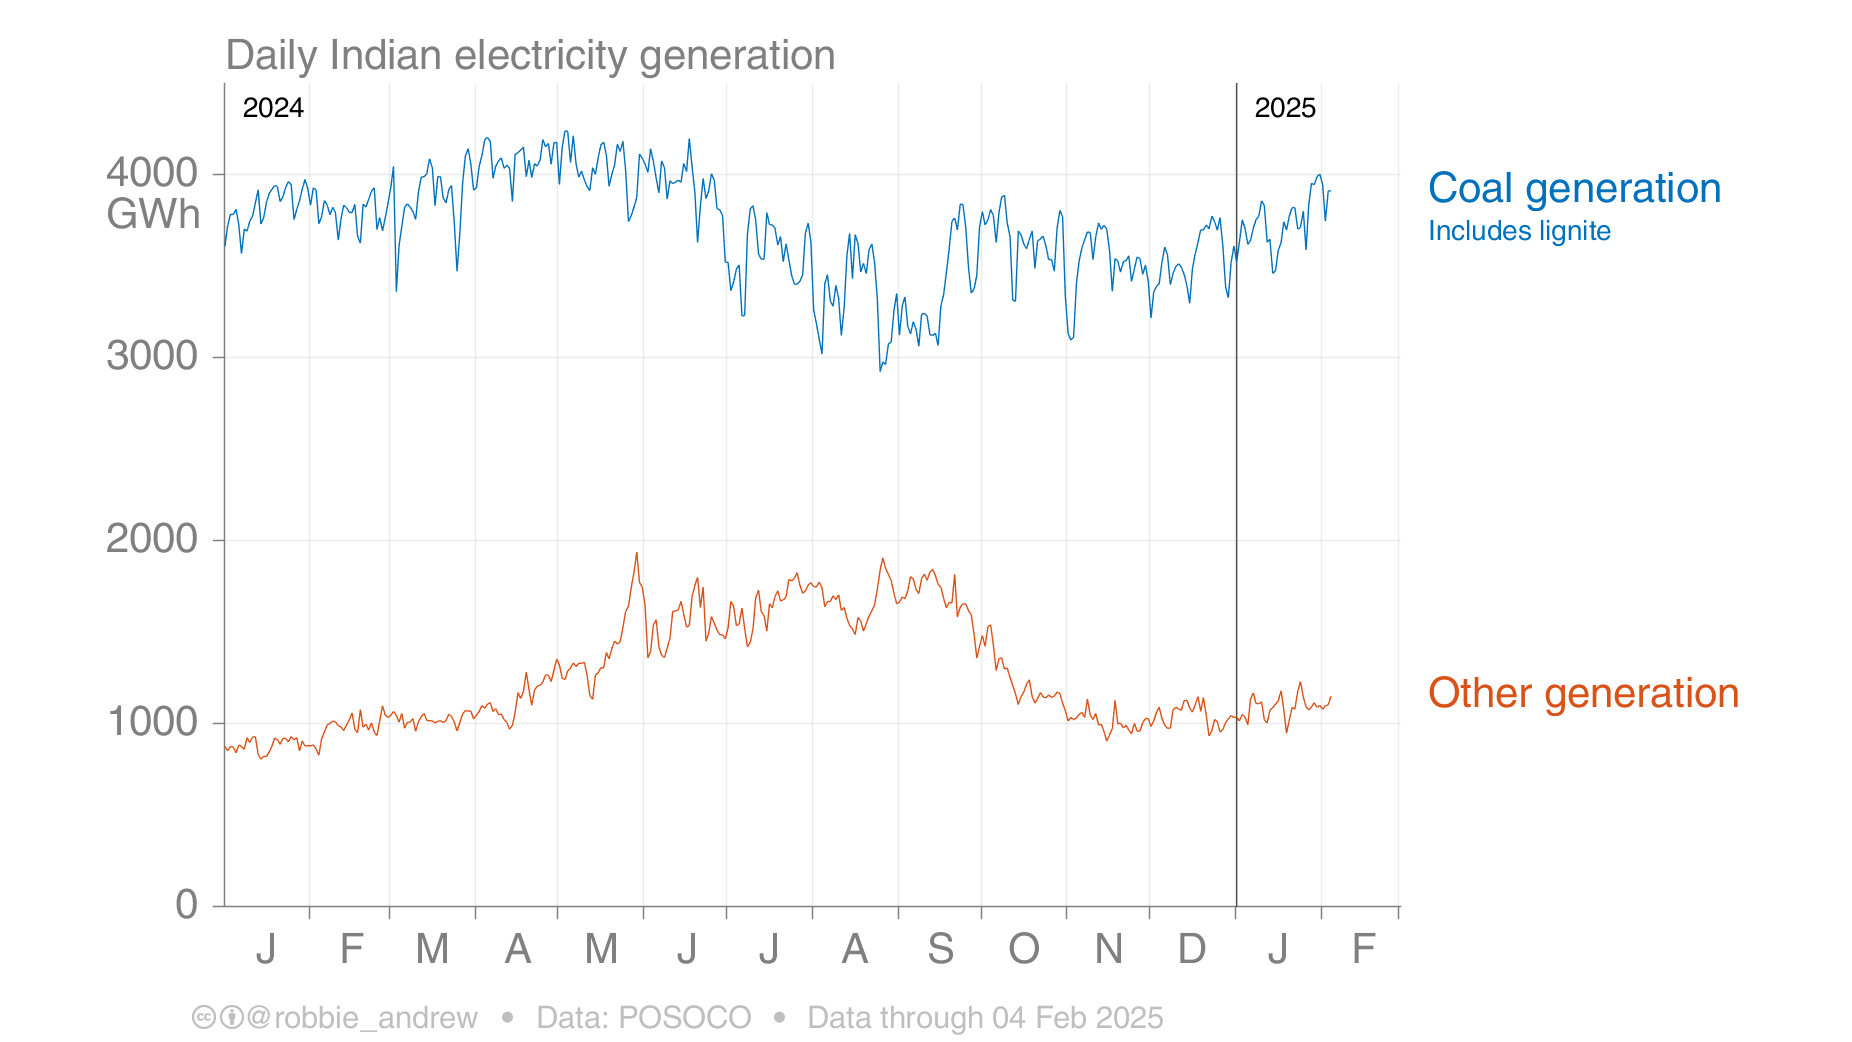 Daily Indian electricity generation
2024
2025
4000
GWh
3000
2000
1000
0
Coal generation
Includes lignite
Other generation
J F M A M J J A S O N D J F
cc @robbie_andrew • Data: POSOCO • Data through 04 Feb 2025